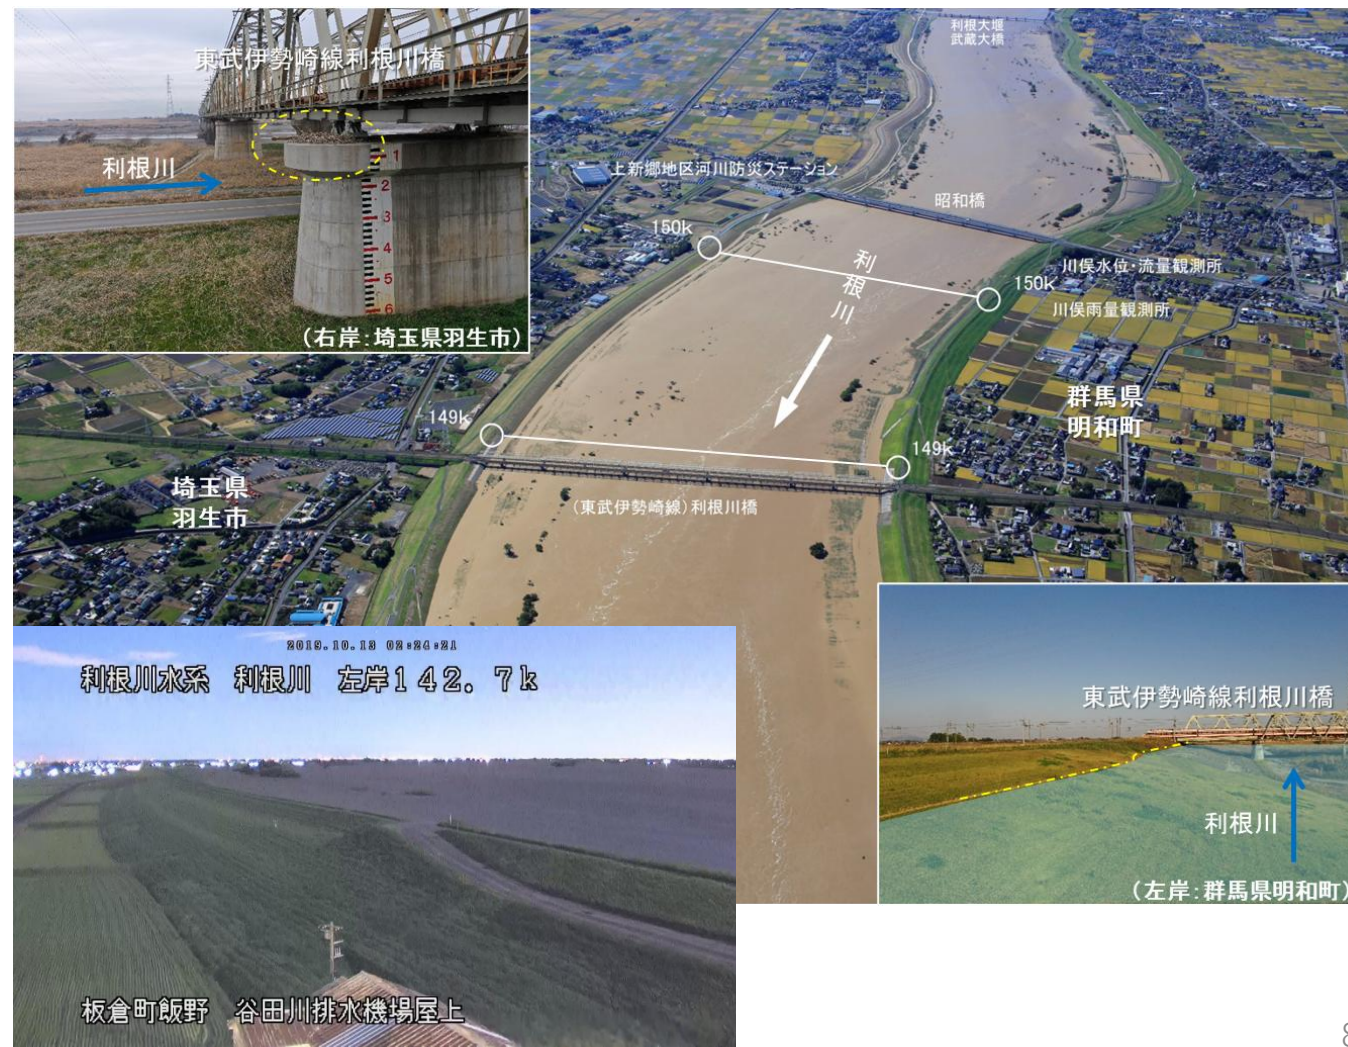 東武伊勢崎線利根川橋
利根川
1
2
3
4
5
6
（右岸：埼玉県羽生市）
利根大堰
武蔵大橋
上新郷地区河川防災ステーション
昭和橋
150k
利根川
150k
川俣水位・流量観測所
川俣雨量観測所
群馬県
明和町
149k
149k
埼玉県
羽生市
（東武伊勢崎線）利根川橋
2019.10.13 02:24:21
利根川水系　利根川　左岸１４２．７ｋ
板倉町飯野　谷田川排水機場屋上
東武伊勢崎線利根川橋
利根川
（左岸：群馬県明和町）